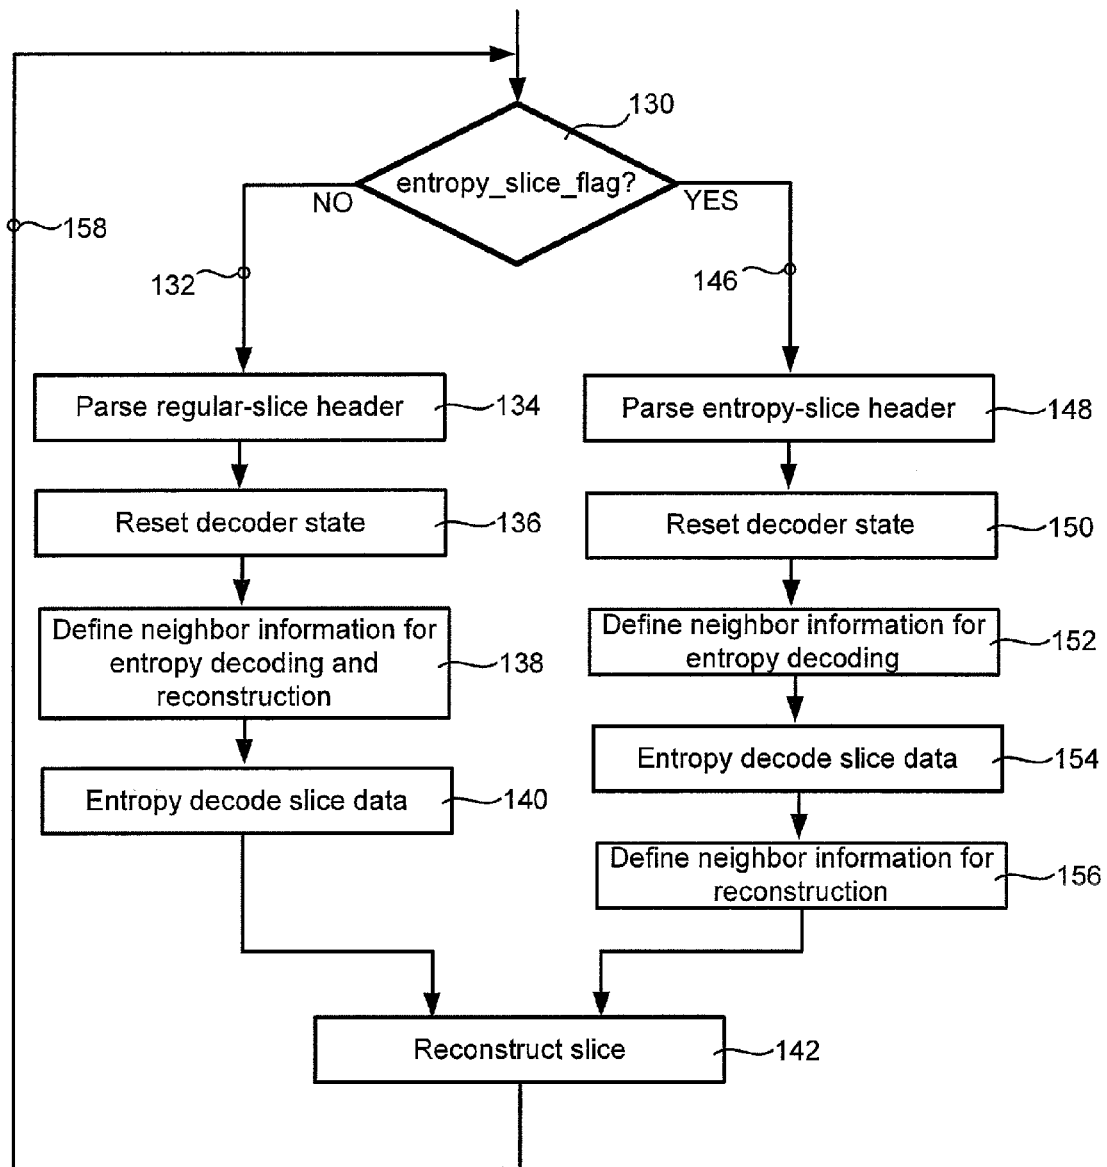 130
entropy_slice_flag?
NO
YES
158
132
146
Parse regular-slice header
134
Parse entropy-slice header
148
Reset decoder state
136
Reset decoder state
150
Define neighbor information for
entropy decoding and
reconstruction
138
Define neighbor information for
entropy decoding
152
Entropy decode slice data
140
Entropy decode slice data
154
Define neighbor information for
reconstruction
156
Reconstruct slice
142